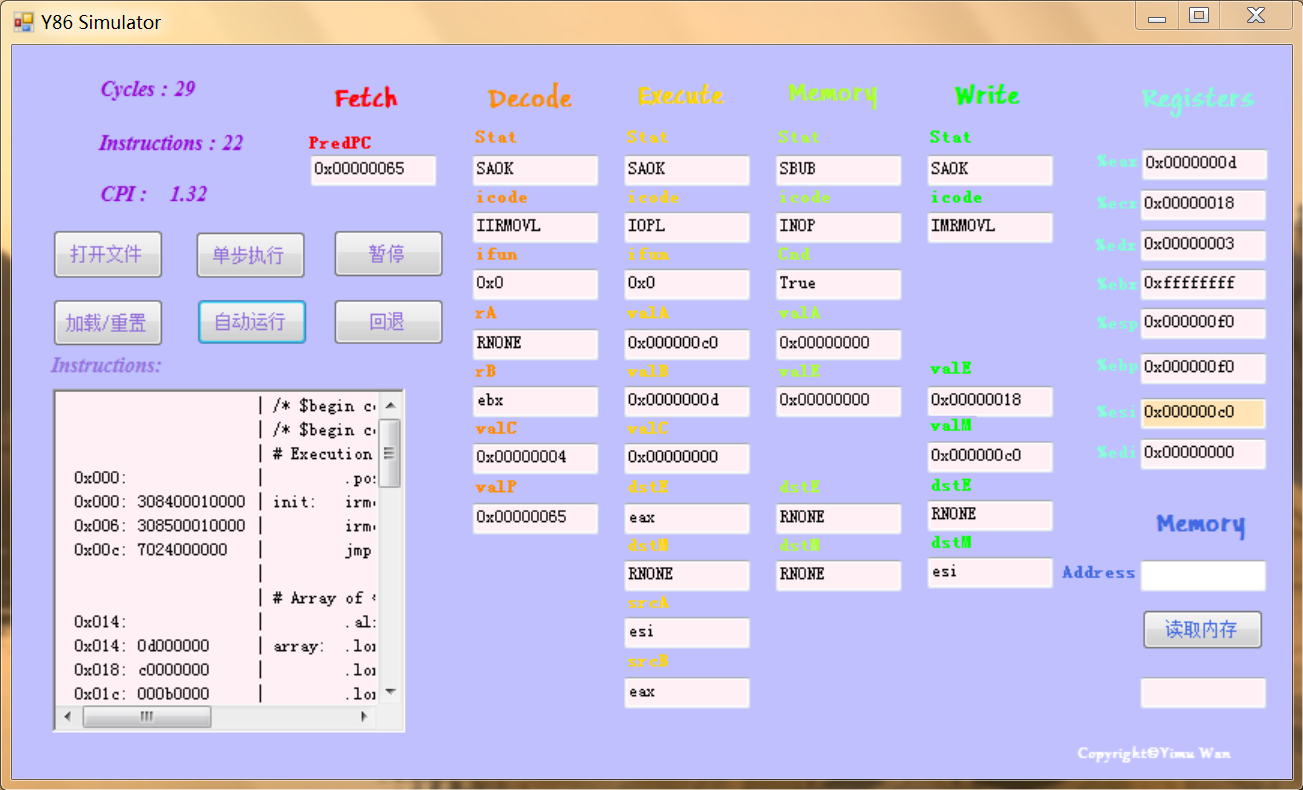 Y86 Simulator
Cycles : 29
Instructions : 22
CPI : 1.32
打开文件
单步执行
暂停
加载/重置
自动运行
回退
Instructions:
| /* $begin c
| /* $begin c
| # Execution
0x000: | .po
0x000: 308400010000 | init: irm
0x006: 308500010000 | irm
0x00c: 7024000000 | jmp
|
| # Array of
0x014: | .al
0x014: 0d000000 | array: .lo
0x018: c0000000 | .lo
0x01c: 000b0000 | .lo
Fetch
PredPC
0x00000065
Decode
Stat
SAOK
icode
IIRMOVL
ifun
0x0
rA
RNONE
rB
ebx
valC
0x00000004
valP
0x00000065
Execute
Stat
SAOK
icode
IOPL
ifun
0x0
valA
0x000000c0
valB
0x0000000d
valC
0x00000000
dstE
eax
dstM
RNONE
srcA
esi
srcB
eax
Memory
Stat
SBUB
icode
INOP
Cnd
True
valA
0x00000000
valE
0x00000000
dstE
RNONE
dstM
RNONE
Write
Stat
SAOK
icode
IMRMOVL
valE
0x00000018
valM
0x000000c0
dstE
RNONE
dstM
esi
Registers
%eax 0x0000000d
%ecx 0x00000018
%edx 0x00000003
%ebx 0xffffffff
%esp 0x000000f0
%ebp 0x000000f0
%esi 0x000000c0
%edi 0x00000000
Memory
Address
读取内存
Copyright©Yimu Wan